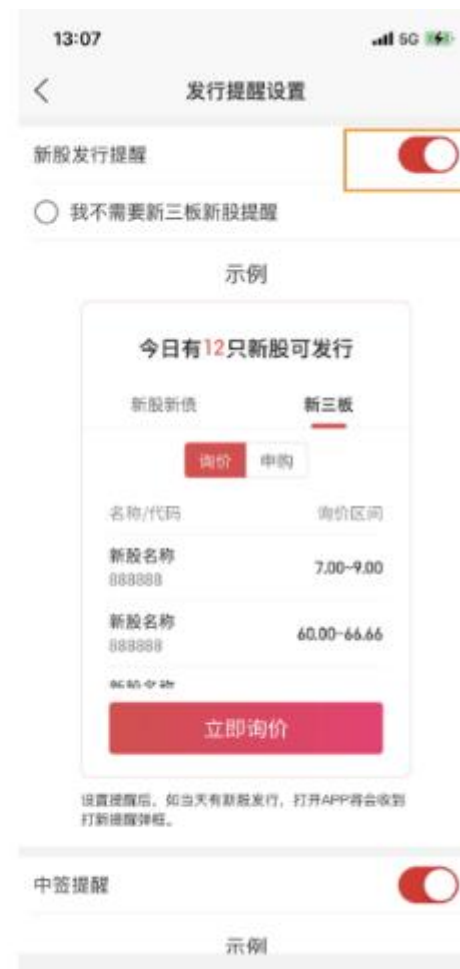 13:07
5G
发行提醒设置
新股发行提醒
我不需要新三板新股提醒
示例
今日有12只新股可发行
新股新债 新三板
询价 申购
名称/代码 询价区间
新股名称
888888
7.00~9.00
新股名称
888888
60.00~66.66
新股名称
立即询价
设置提醒后，如当天有新股发行，打开APP将会收到
打新提醒弹框。
中签提醒
示例